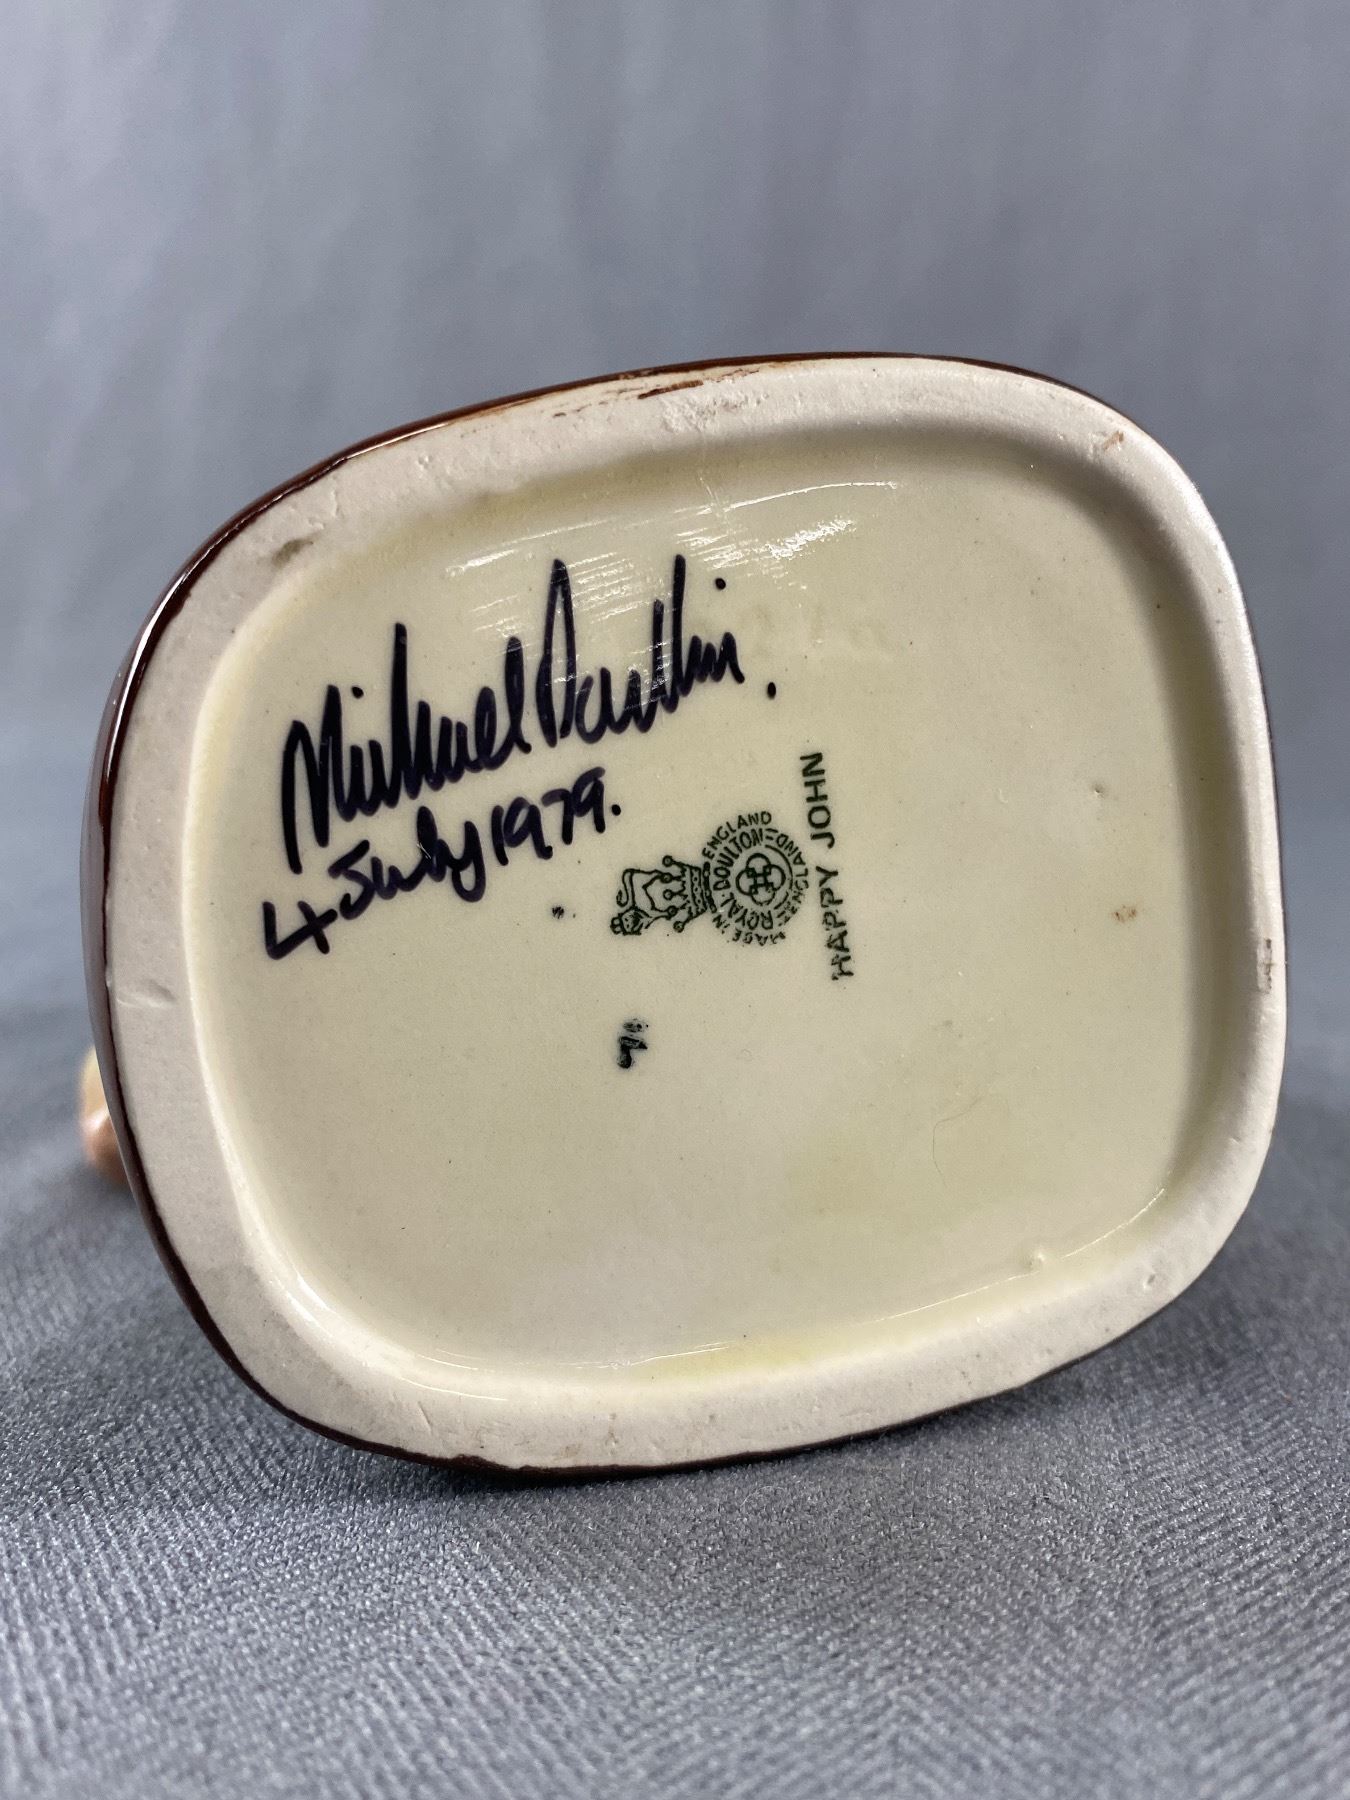 Michael Doulton.
4 July 1979.
ENGLAND
ROYAL·DOULTON
MADE IN ENGLAND
HAPPY JOHN